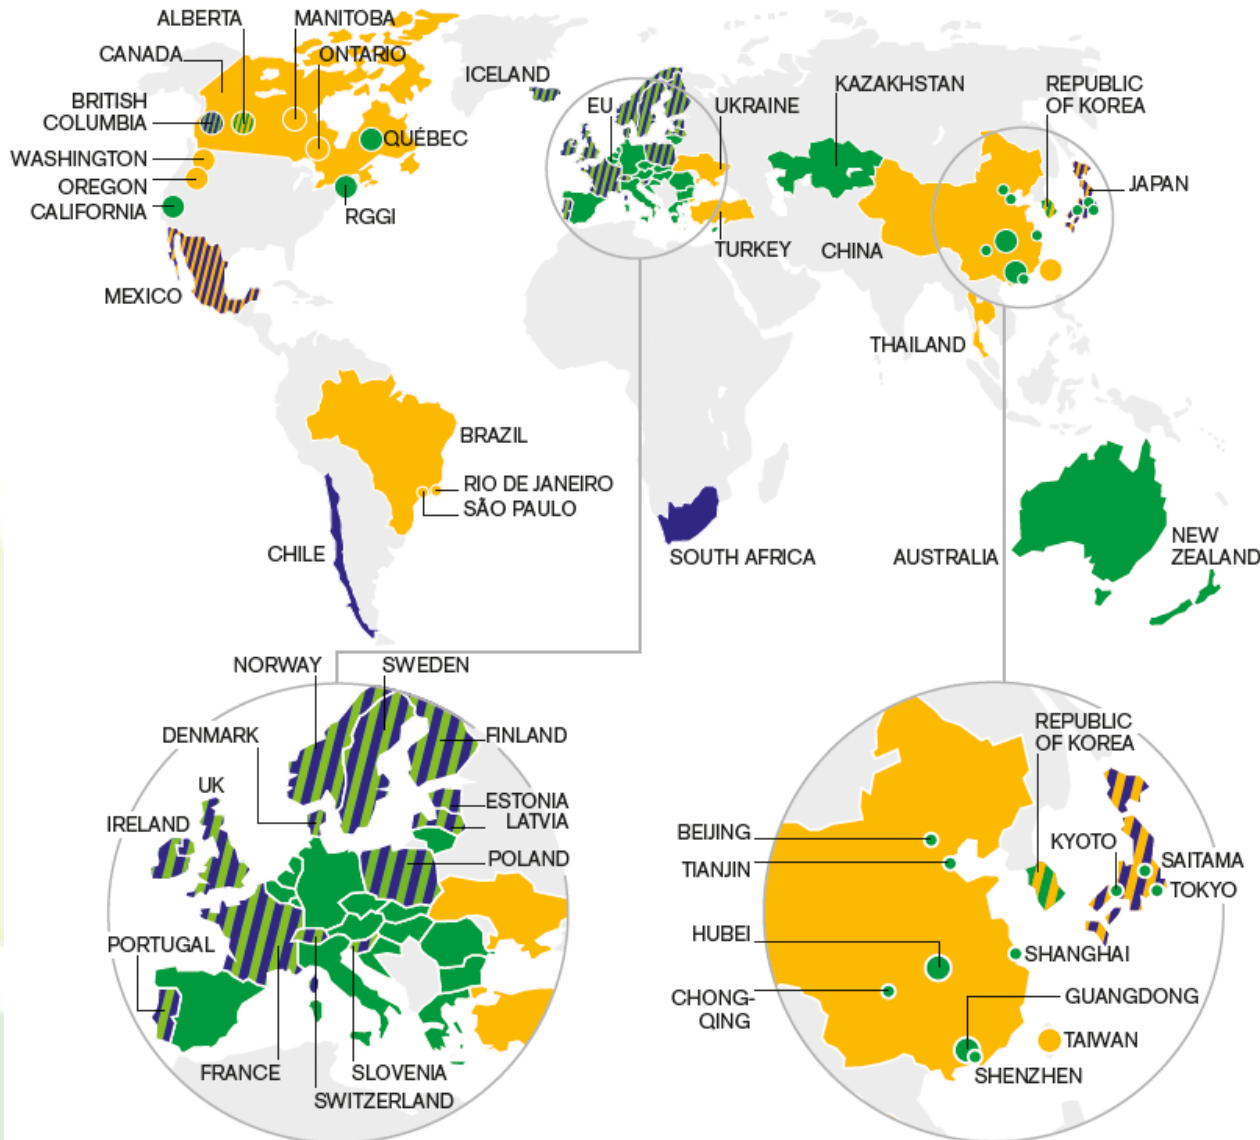 ALBERTA
MANITOBA
CANADA
ONTARIO
BRITISH
COLUMBIA
QUÉBEC
WASHINGTON
OREGON
CALIFORNIA
RGGI
MEXICO
ICELAND
EU
UKRAINE
KAZAKHSTAN
REPUBLIC
OF KOREA
JAPAN
TURKEY
CHINA
THAILAND
BRAZIL
RIO DE JANEIRO
SÃO PAULO
CHILE
SOUTH AFRICA
AUSTRALIA
NEW
ZEALAND
NORWAY
SWEDEN
DENMARK
FINLAND
UK
ESTONIA
IRELAND
LATVIA
POLAND
PORTUGAL
FRANCE
SLOVENIA
SWITZERLAND
REPUBLIC
OF KOREA
BEIJING
KYOTO
TIANJIN
SAITAMA
TOKYO
HUBEI
SHANGHAI
CHONG-
QING
GUANGDONG
TAIWAN
SHENZHEN